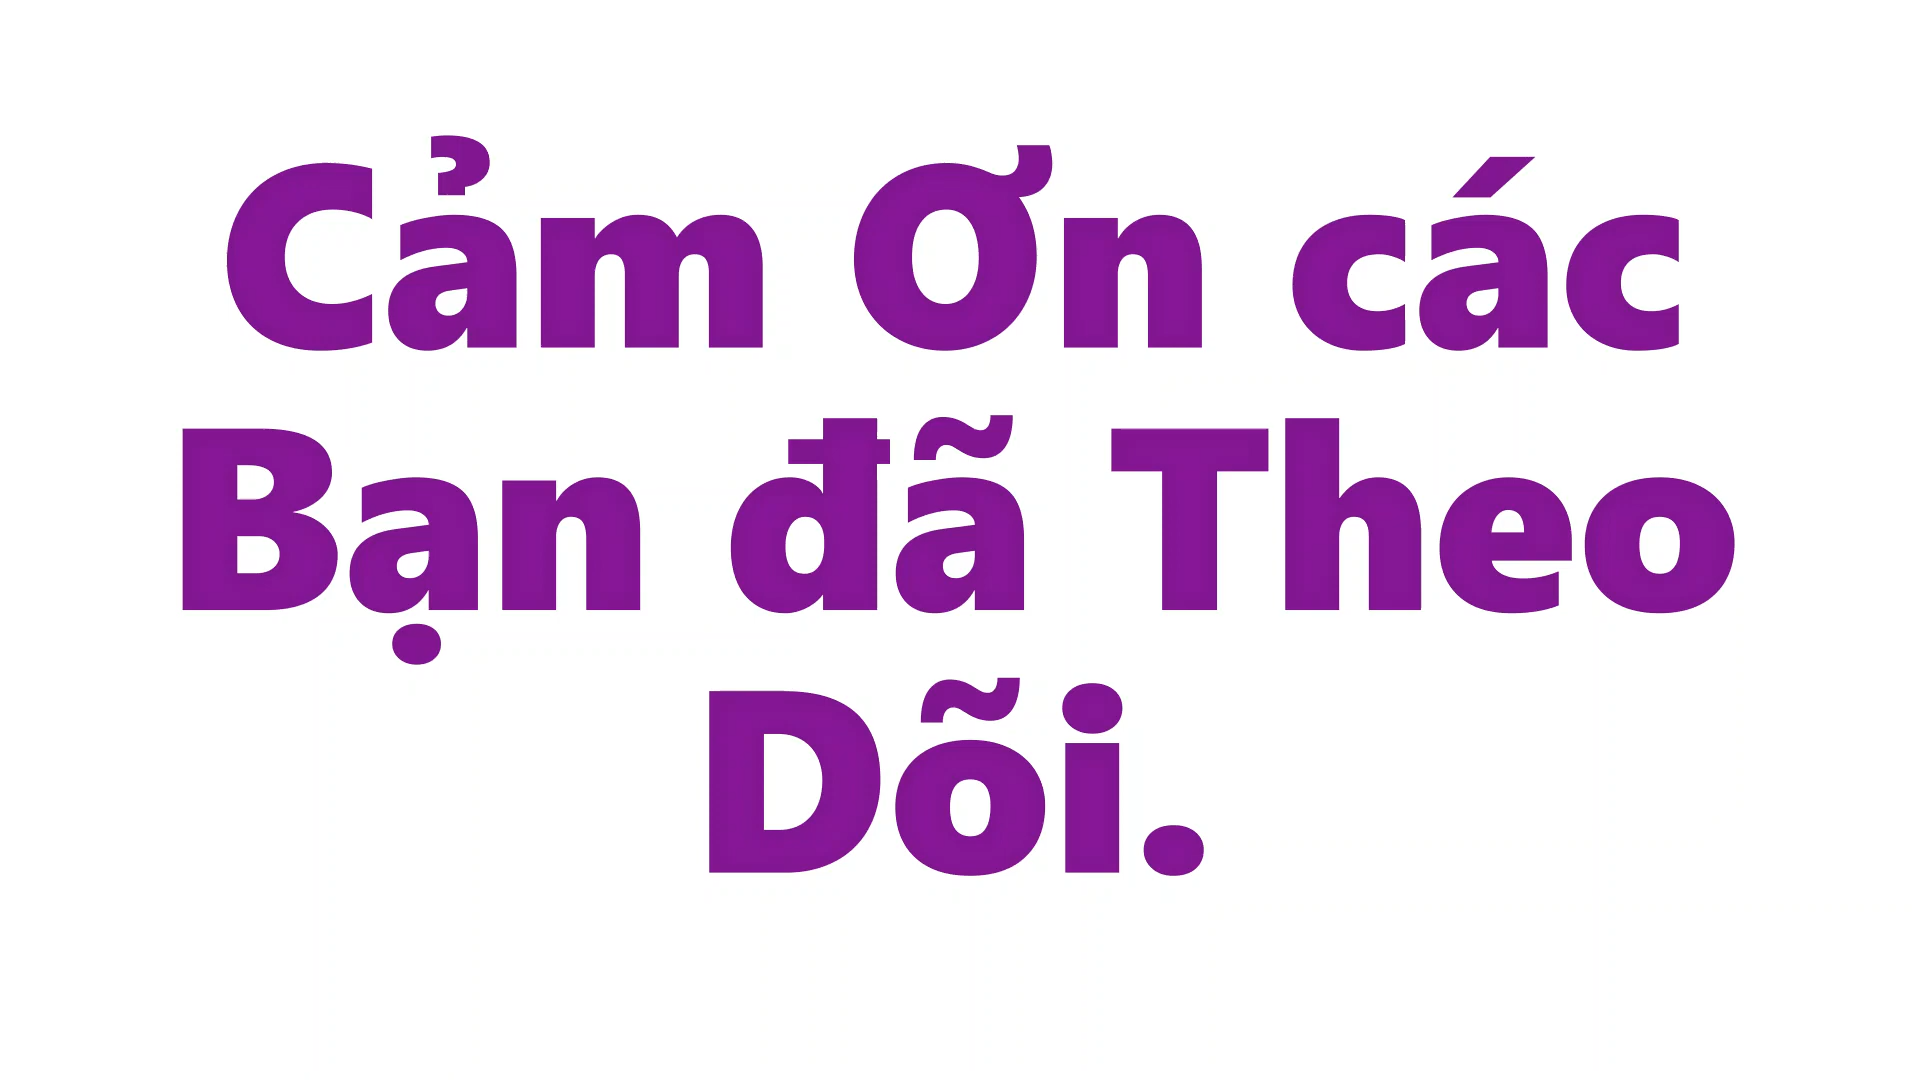 Cảm Ơn các
Bạn đã Theo
Dõi.